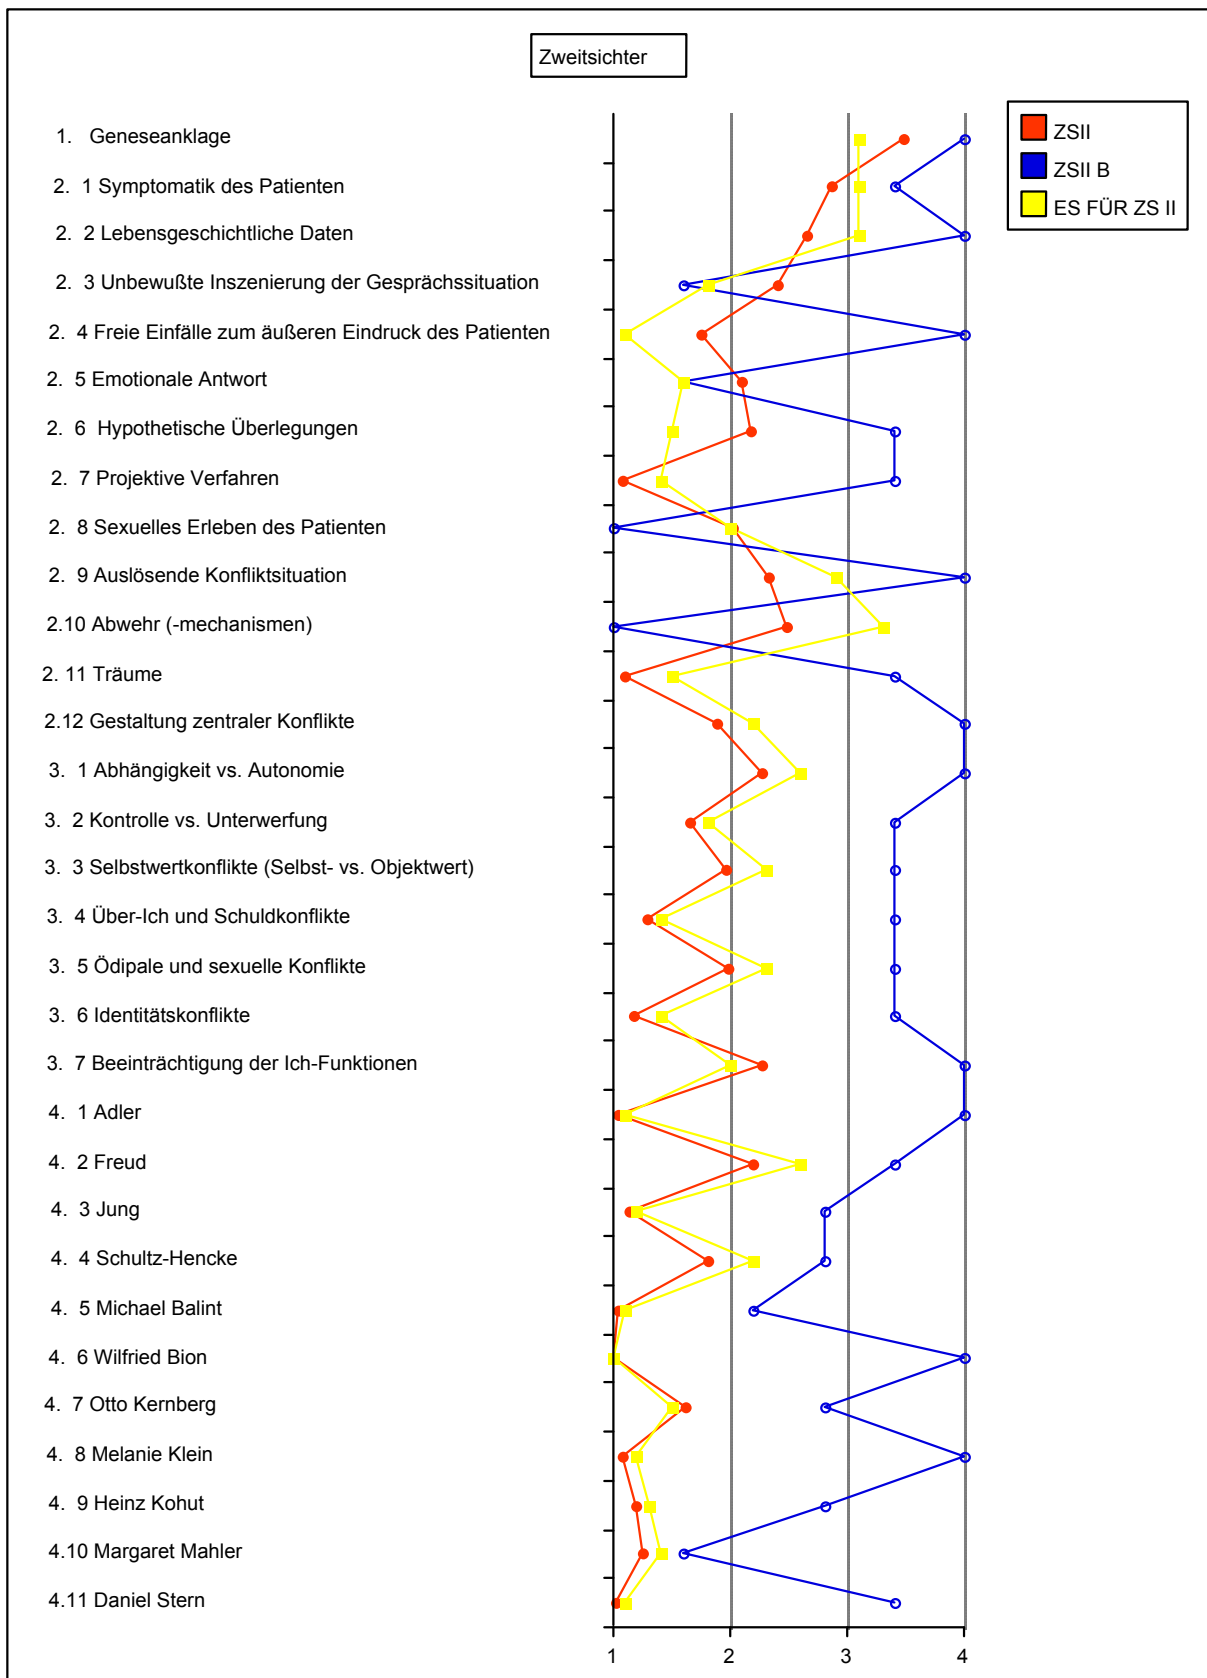 Zweitsichter
ZSII
ZSII B
ES FÜR ZS II
1. Geneseanklage
2. 1 Symptomatik des Patienten
2. 2 Lebensgeschichtliche Daten
2. 3 Unbewußte Inszenierung der Gesprächssituation
2. 4 Freie Einfälle zum äußeren Eindruck des Patienten
2. 5 Emotionale Antwort
2. 6 Hypothetische Überlegungen
2. 7 Projektive Verfahren
2. 8 Sexuelles Erleben des Patienten
2. 9 Auslösende Konfliktsituation
2.10 Abwehr (-mechanismen)
2. 11 Träume
2.12 Gestaltung zentraler Konflikte
3. 1 Abhängigkeit vs. Autonomie
3. 2 Kontrolle vs. Unterwerfung
3. 3 Selbstwertkonflikte (Selbst- vs. Objektwert)
3. 4 Über-Ich und Schuldkonflikte
3. 5 Ödipale und sexuelle Konflikte
3. 6 Identitätskonflikte
3. 7 Beeinträchtigung der Ich-Funktionen
4. 1 Adler
4. 2 Freud
4. 3 Jung
4. 4 Schultz-Hencke
4. 5 Michael Balint
4. 6 Wilfried Bion
4. 7 Otto Kernberg
4. 8 Melanie Klein
4. 9 Heinz Kohut
4.10 Margaret Mahler
4.11 Daniel Stern
1 2 3 4